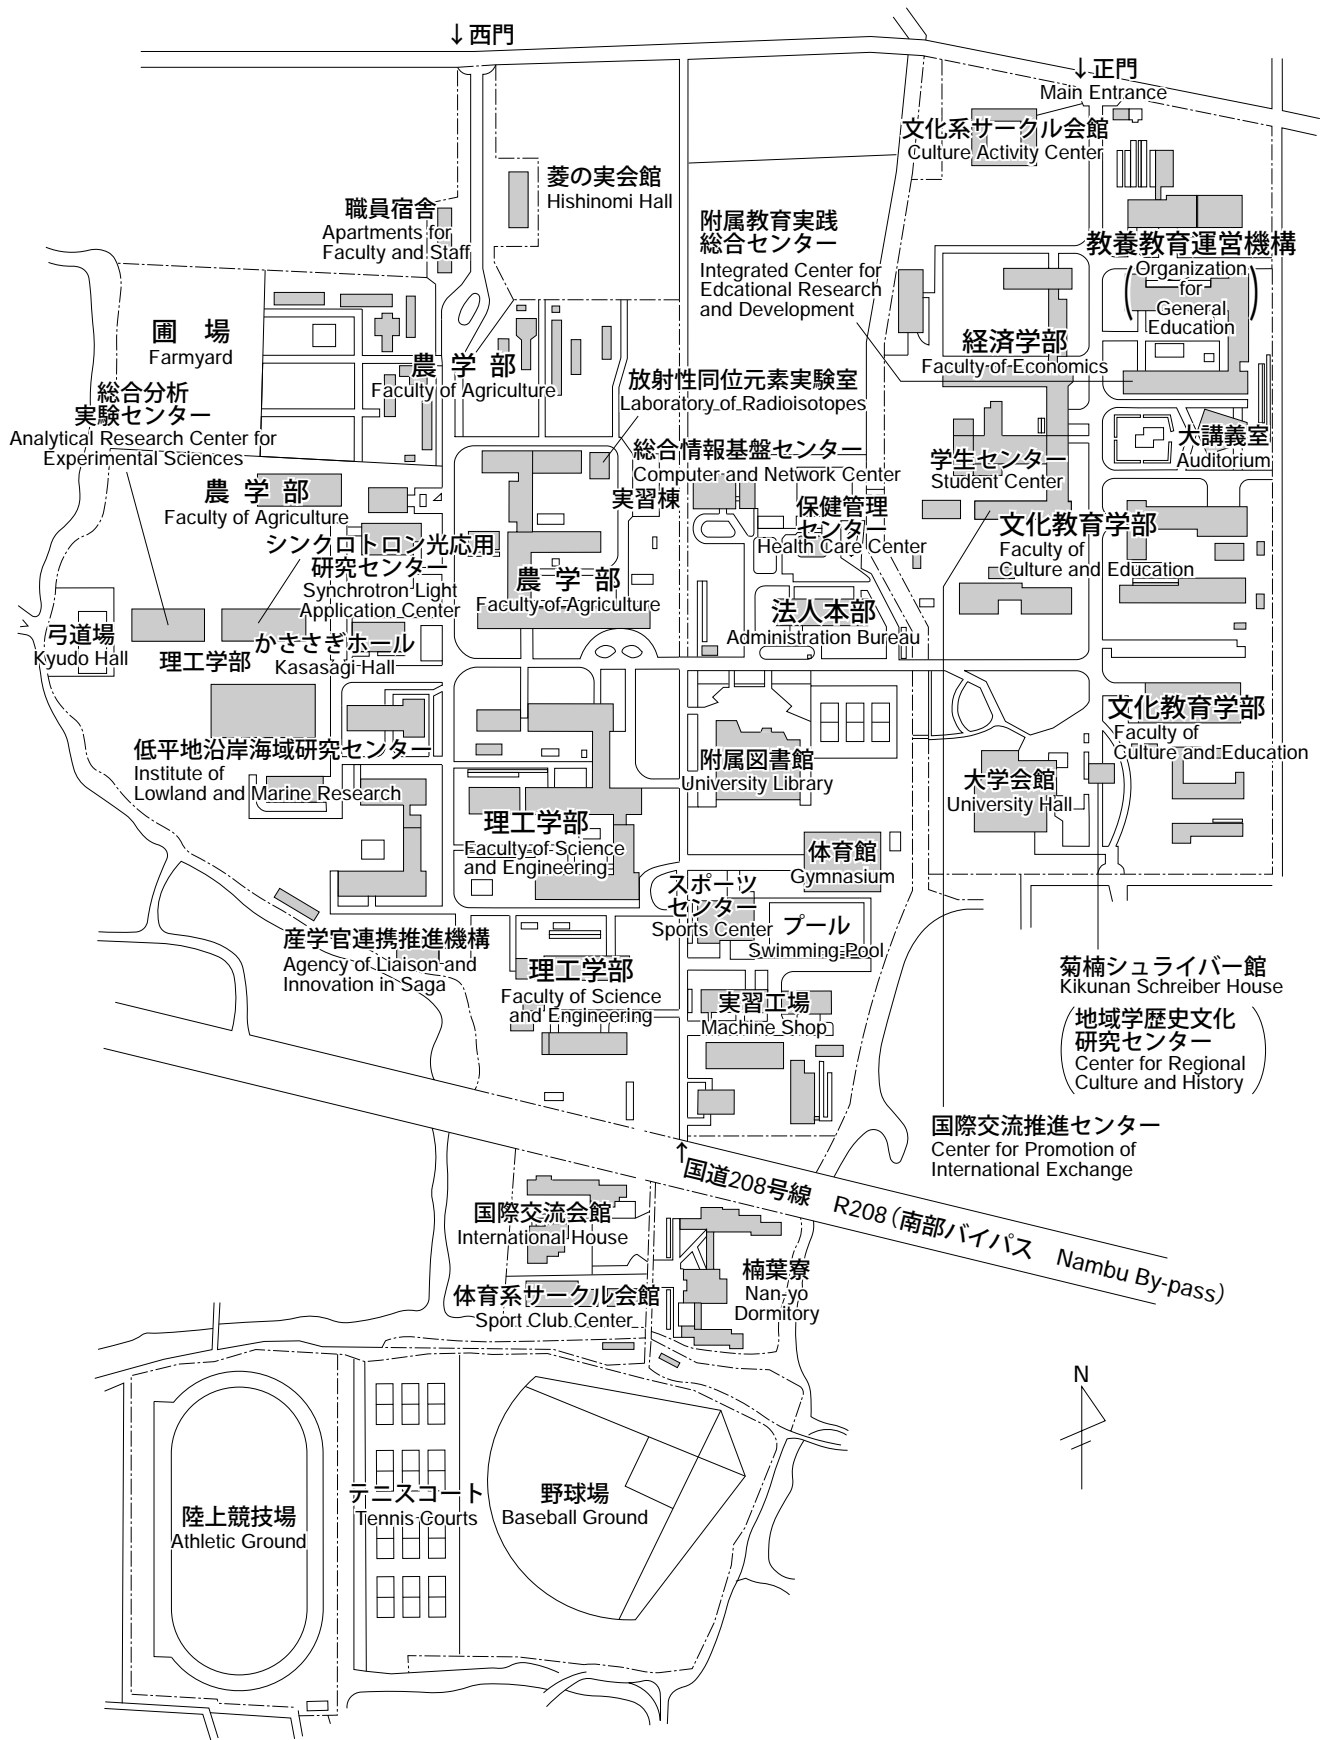 ↓西門
↓正門
Main Entrance
文化系サークル会館
Culture Activity Center
菱の実会館
Hishinomi Hall
職員宿舎
Apartments for
Faculty and Staff
附属教育実践
総合センター
Integrated Center for
Edcational Research
and Development
教養教育運営機構
(Organization
for
General
Education)
圃 場
Farmyard
経済学部
Faculty of Economics
農 学 部
Faculty of Agriculture
放射性同位元素実験室
Laboratory of Radioisotopes
総合分析
実験センター
Analytical Research Center for
Experimental Sciences
総合情報基盤センター
Computer and Network Center
大講義室
Auditorium
学生センター
Student Center
農 学 部
Faculty of Agriculture
実習棟
保健管理
センター
Health Care Center
文化教育学部
Faculty of
Culture and Education
シンクロトロン光応用
研究センター
Synchrotron Light
Application Center
農 学 部
Faculty of Agriculture
法人本部
Administration Bureau
弓道場
Kyudo Hall
理工学部
かささぎホール
Kasasagi Hall
文化教育学部
Faculty of
Culture and Education
低平地沿岸海域研究センター
Institute of
Lowland and Marine Research
附属図書館
University Library
大学会館
University Hall
理工学部
Faculty of Science
and Engineering
体育館
Gymnasium
スポーツ
センター
Sports Center
プール
Swimming Pool
産学官連携推進機構
Agency of Liaison and
Innovation in Saga
理工学部
Faculty of Science
and Engineering
実習工場
Machine Shop
菊楠シュライバー館
Kikunan Schreiber House
(地域学歴史文化
研究センター
Center for Regional
Culture and History)
国際交流推進センター
Center for Promotion of
International Exchange
↑国道208号線 R208(南部バイパス Nambu By-pass)
国際交流会館
International House
楠葉寮
Nan-yo
Dormitory
体育系サークル会館
Sport Club Center
N
テニスコート
Tennis Courts
野球場
Baseball Ground
陸上競技場
Athletic Ground